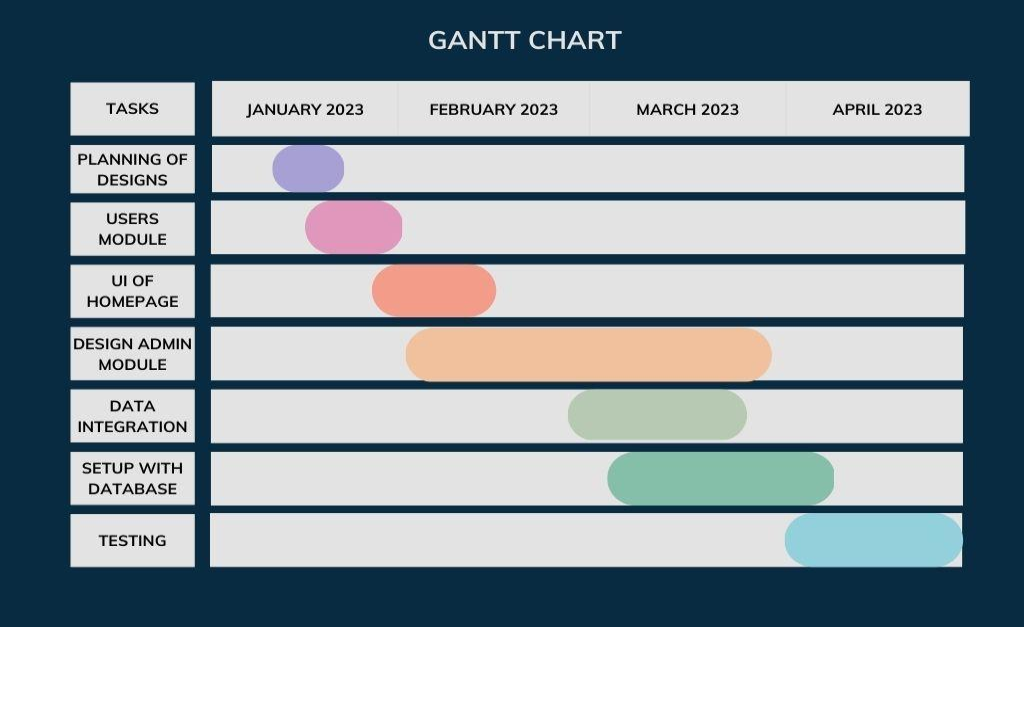 GANTT CHART
TASKS
JANUARY 2023
FEBRUARY 2023
MARCH 2023
APRIL 2023
PLANNING OF
DESIGNS
USERS
MODULE
UI OF
HOMEPAGE
DESIGN ADMIN
MODULE
DATA
INTEGRATION
SETUP WITH
DATABASE
TESTING